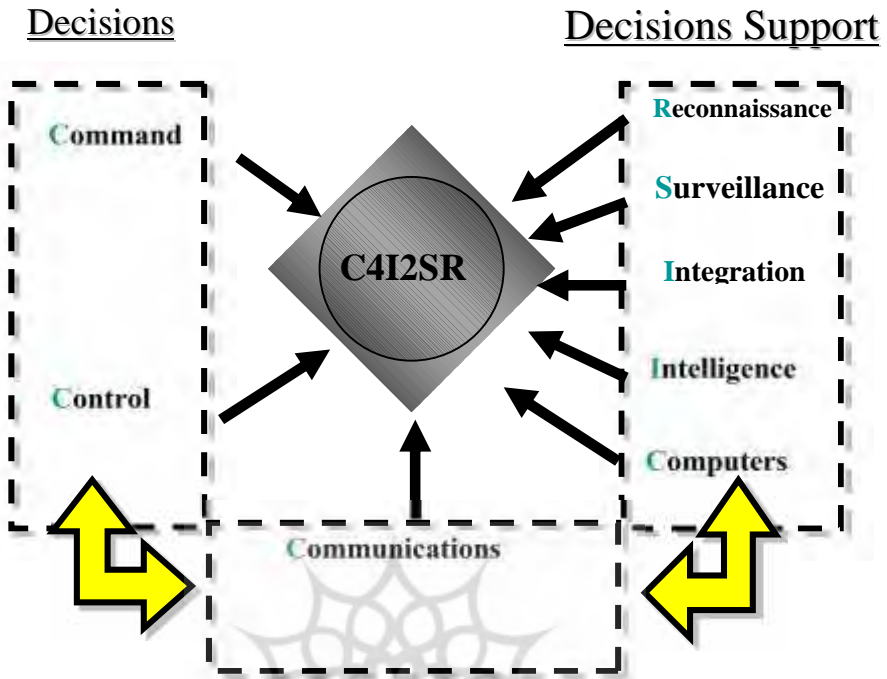 Decisions
Decisions Support
Command
Control
C4I2SR
Reconnaissance
Surveillance
Integration
Intelligence
Computers
Communications